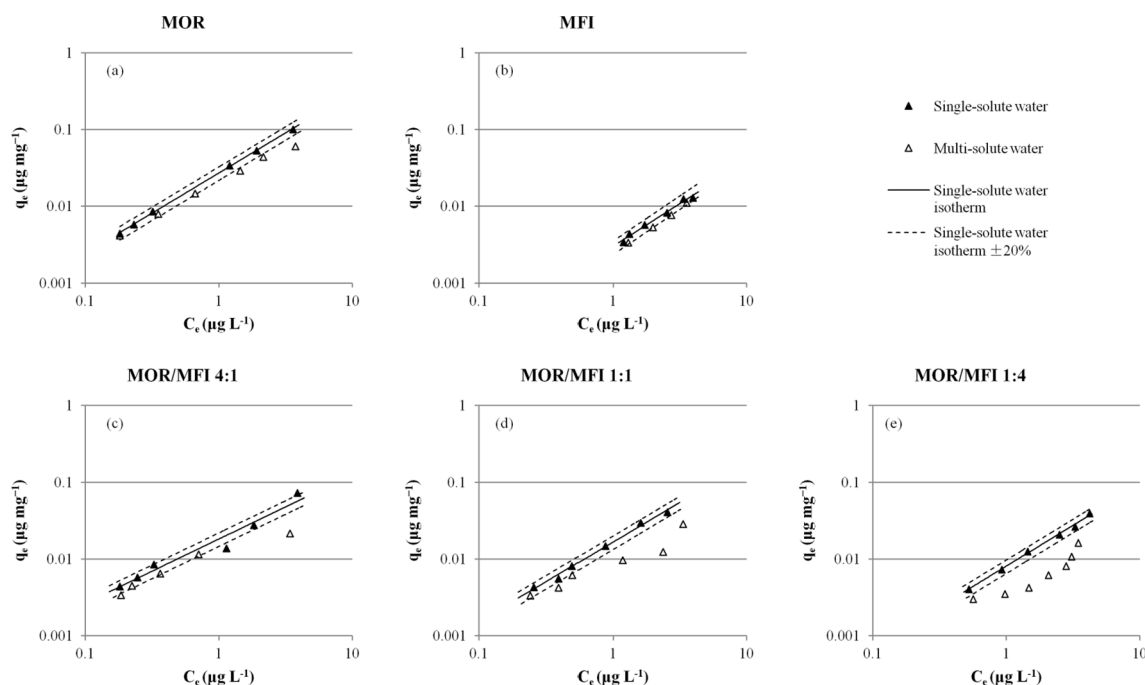 MOR
MFI
1
0.1
0.01
0.001
(a)
qₑ (µg mg⁻¹)
0.1 1 10
Cₑ (µg L⁻¹)
1
0.1
0.01
0.001
(b)
qₑ (µg mg⁻¹)
0.1 1 10
Cₑ (µg L⁻¹)
Single-solute water
Multi-solute water
Single-solute water
isotherm
Single-solute water
isotherm ±20%
MOR/MFI 4:1
MOR/MFI 1:1
MOR/MFI 1:4
1
0.1
0.01
0.001
(c)
qₑ (µg mg⁻¹)
0.1 1 10
Cₑ (µg L⁻¹)
1
0.1
0.01
0.001
(d)
qₑ (µg mg⁻¹)
0.1 1 10
Cₑ (µg L⁻¹)
1
0.1
0.01
0.001
(e)
qₑ (µg mg⁻¹)
0.1 1 10
Cₑ (µg L⁻¹)